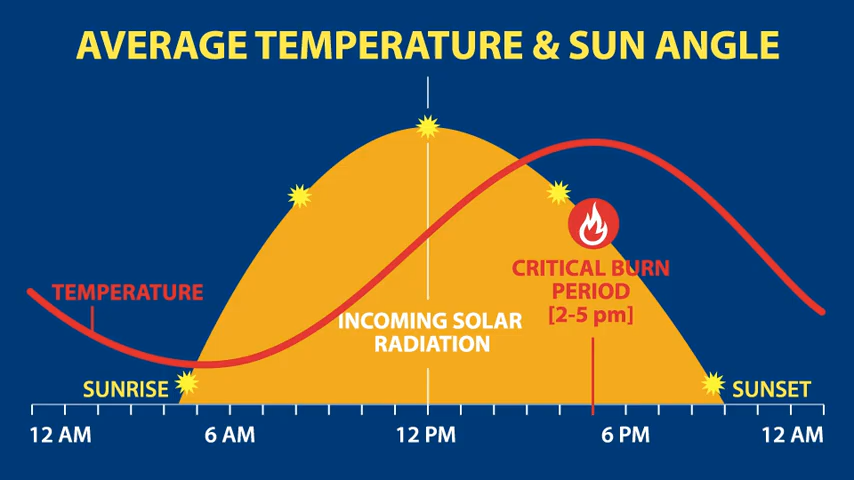 AVERAGE TEMPERATURE & SUN ANGLE
CRITICAL BURN
PERIOD
[2-5 pm]
TEMPERATURE
INCOMING SOLAR
RADIATION
SUNRISE
SUNSET
12 AM
6 AM
12 PM
6 PM
12 AM